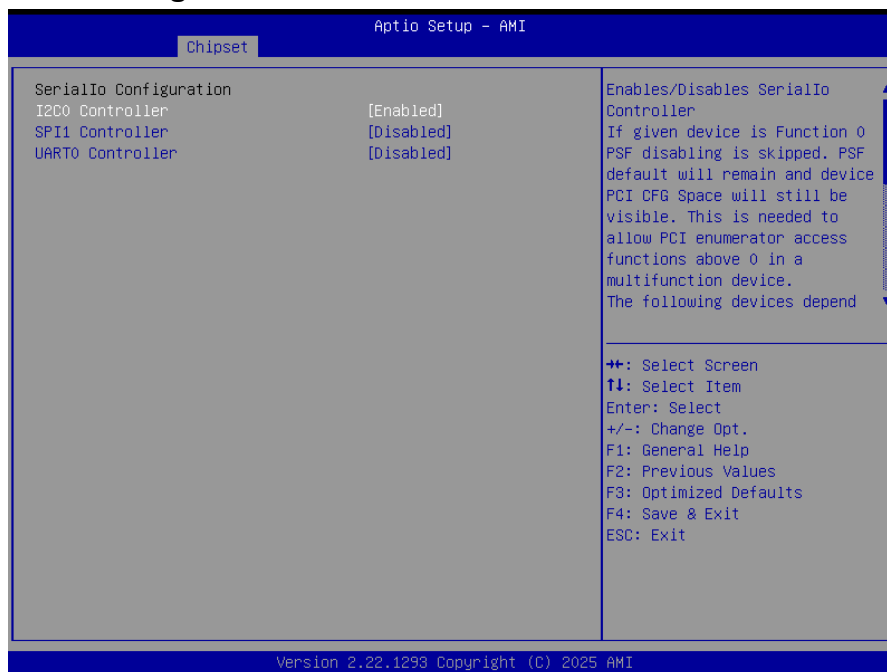 Aptio Setup – AMI
Chipset
SerialIo Configuration
I2C0 Controller [Enabled]
SPI1 Controller [Disabled]
UART0 Controller [Disabled]
Enables/Disables SerialIo
Controller
If given device is Function 0
PSF disabling is skipped. PSF
default will remain and device
PCI CFG Space will still be
visible. This is needed to
allow PCI enumerator access
functions above 0 in a
multifunction device.
The following devices depend
→←: Select Screen
↑↓: Select Item
Enter: Select
+/-: Change Opt.
F1: General Help
F2: Previous Values
F3: Optimized Defaults
F4: Save & Exit
ESC: Exit
Version 2.22.1293 Copyright (C) 2025 AMI